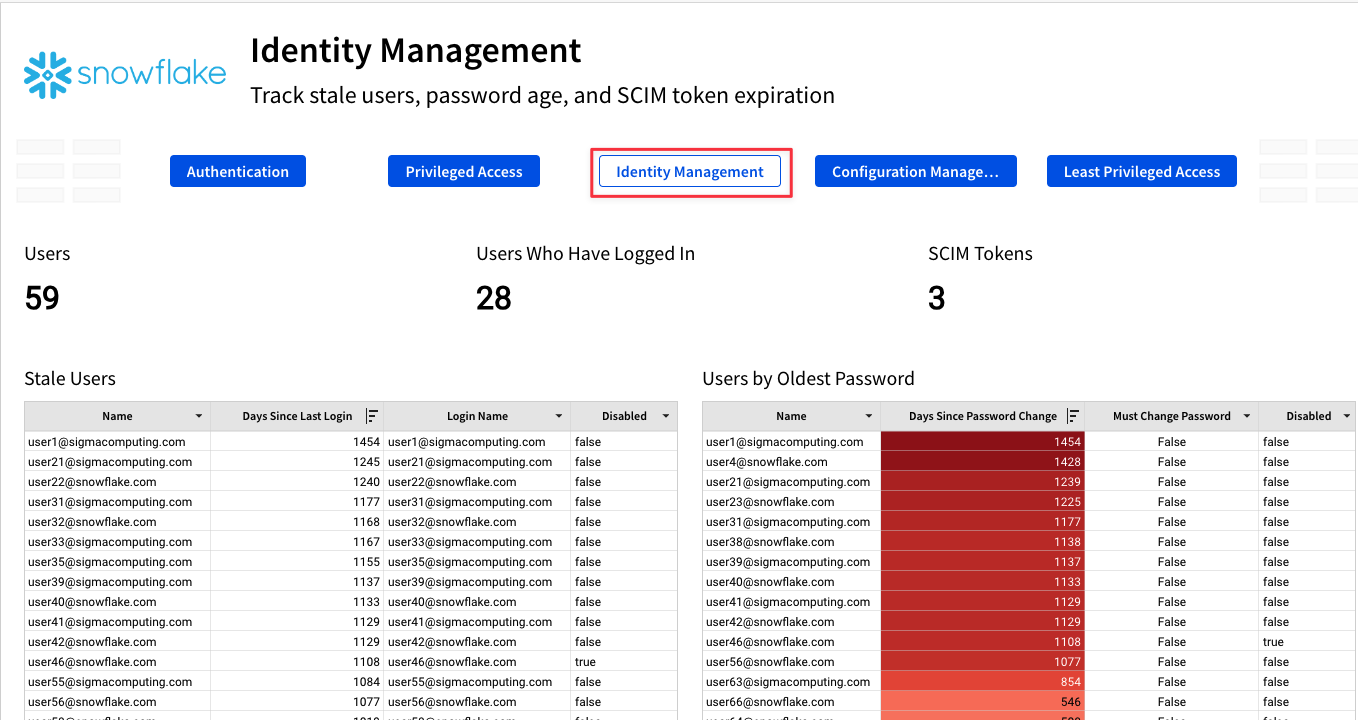 snowflake
Identity Management
Track stale users, password age, and SCIM token expiration
Authentication Privileged Access Identity Management Configuration Manage… Least Privileged Access
Users Users Who Have Logged In SCIM Tokens
59 28 3
Stale Users
Name Days Since Last Login Login Name Disabled
user1@sigmacomputing.com 1454 user1@sigmacomputing.com false
user21@sigmacomputing.com 1245 user21@sigmacomputing.com false
user22@snowflake.com 1240 user22@snowflake.com false
user31@sigmacomputing.com 1177 user31@sigmacomputing.com false
user32@snowflake.com 1168 user32@snowflake.com false
user33@sigmacomputing.com 1167 user33@sigmacomputing.com false
user35@sigmacomputing.com 1155 user35@sigmacomputing.com false
user39@sigmacomputing.com 1137 user39@sigmacomputing.com false
user40@snowflake.com 1133 user40@snowflake.com false
user41@sigmacomputing.com 1129 user41@sigmacomputing.com false
user42@snowflake.com 1129 user42@snowflake.com false
user46@snowflake.com 1108 user46@snowflake.com true
user55@sigmacomputing.com 1084 user55@sigmacomputing.com false
user56@snowflake.com 1077 user56@snowflake.com false
Users by Oldest Password
Name Days Since Password Change Must Change Password Disabled
user1@sigmacomputing.com 1454 False false
user4@snowflake.com 1428 False false
user21@sigmacomputing.com 1239 False false
user23@snowflake.com 1225 False false
user31@sigmacomputing.com 1177 False false
user38@snowflake.com 1138 False false
user39@sigmacomputing.com 1137 False false
user40@snowflake.com 1133 False false
user41@sigmacomputing.com 1129 False false
user42@snowflake.com 1129 False false
user46@snowflake.com 1108 False true
user56@snowflake.com 1077 False false
user63@sigmacomputing.com 854 False false
user66@snowflake.com 546 False false